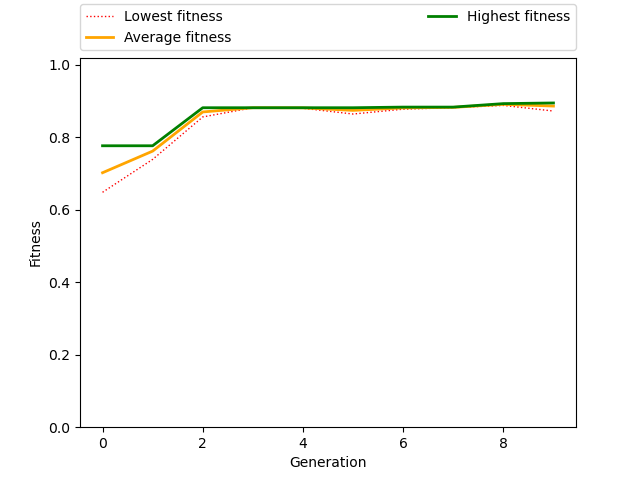 Lowest fitness
Average fitness
Highest fitness
1.0
0.8
0.6
0.4
0.2
0.0
Fitness
0 2 4 6 8
Generation